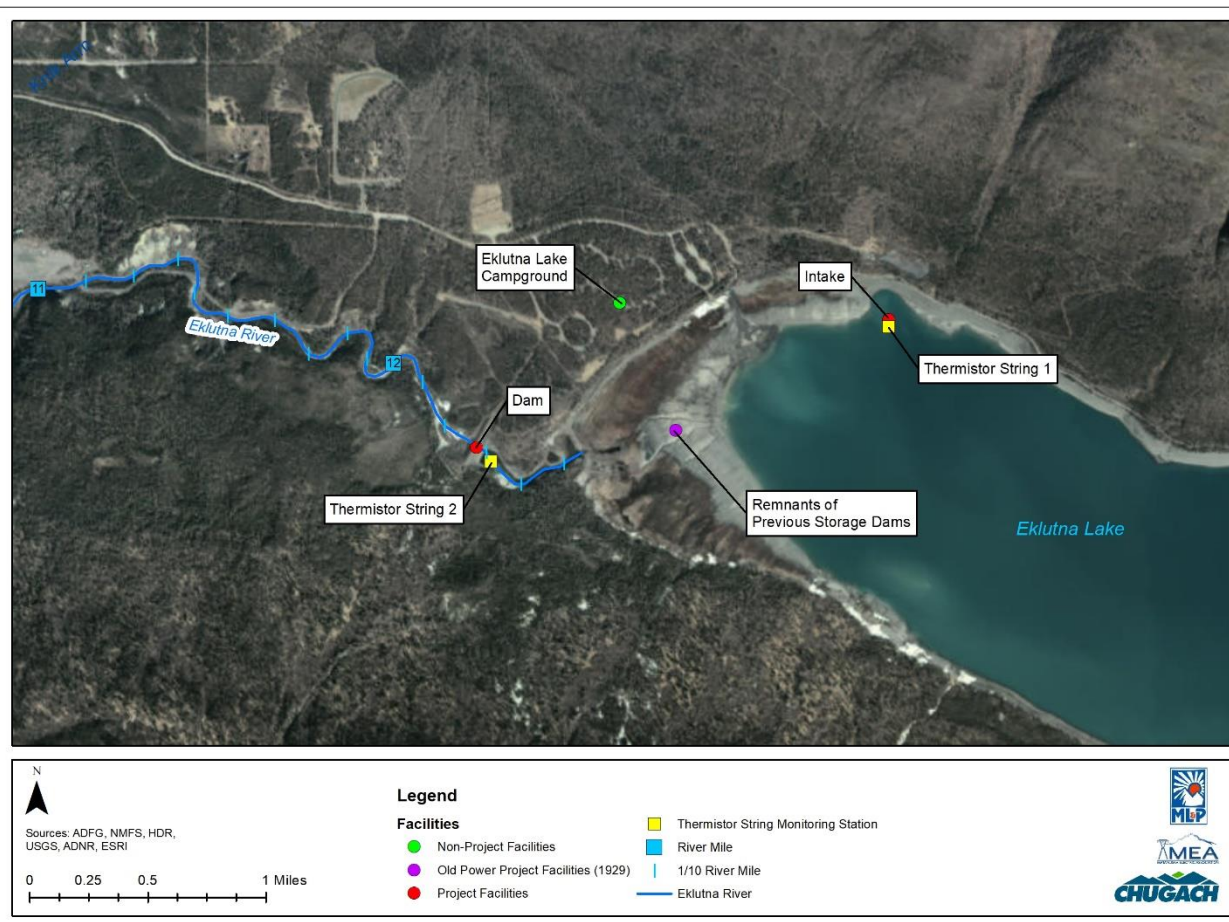 11
Eklutna River
12
Eklutna Lake
Campground
Intake
Thermistor String 1
Dam
Thermistor String 2
Remnants of
Previous Storage Dams
Eklutna Lake
N
Sources: ADFG, NMFS, HDR,
USGS, ADNR, ESRI
0 0.25 0.5 1 Miles
Legend
Facilities
Non-Project Facilities
Old Power Project Facilities (1929)
Project Facilities
Thermistor String Monitoring Station
River Mile
1/10 River Mile
Eklutna River
ML&P
MEA
CHUGACH